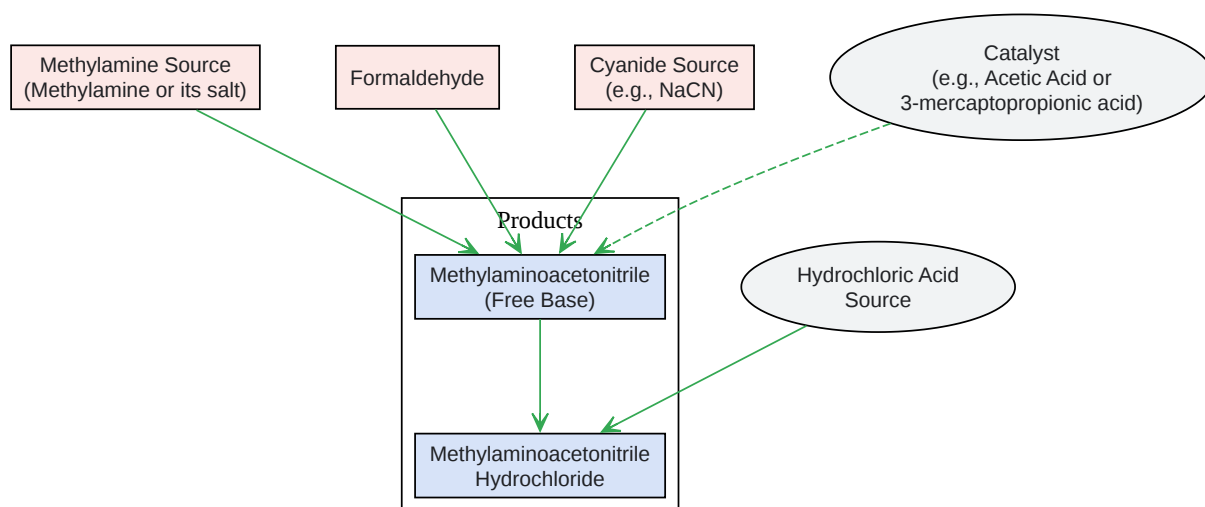 Methylamine Source
(Methylamine or its salt)
Formaldehyde
Cyanide Source
(e.g., NaCN)
Catalyst
(e.g., Acetic Acid or
3-mercaptopropionic acid)
Products
Methylaminoacetonitrile
(Free Base)
Hydrochloric Acid
Source
Methylaminoacetonitrile
Hydrochloride